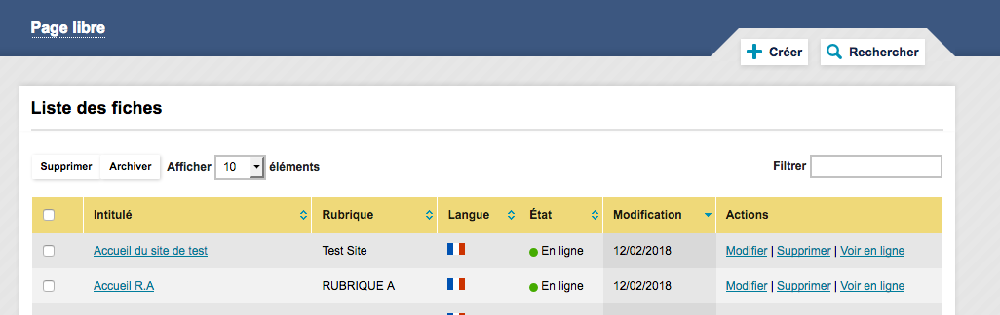 Page libre
Créer Rechercher
Liste des fiches
Supprimer Archiver Afficher 10 éléments Filtrer
Intitulé Rubrique Langue État Modification Actions
Accueil du site de test Test Site En ligne 12/02/2018 Modifier | Supprimer | Voir en ligne
Accueil R.A RUBRIQUE A En ligne 12/02/2018 Modifier | Supprimer | Voir en ligne